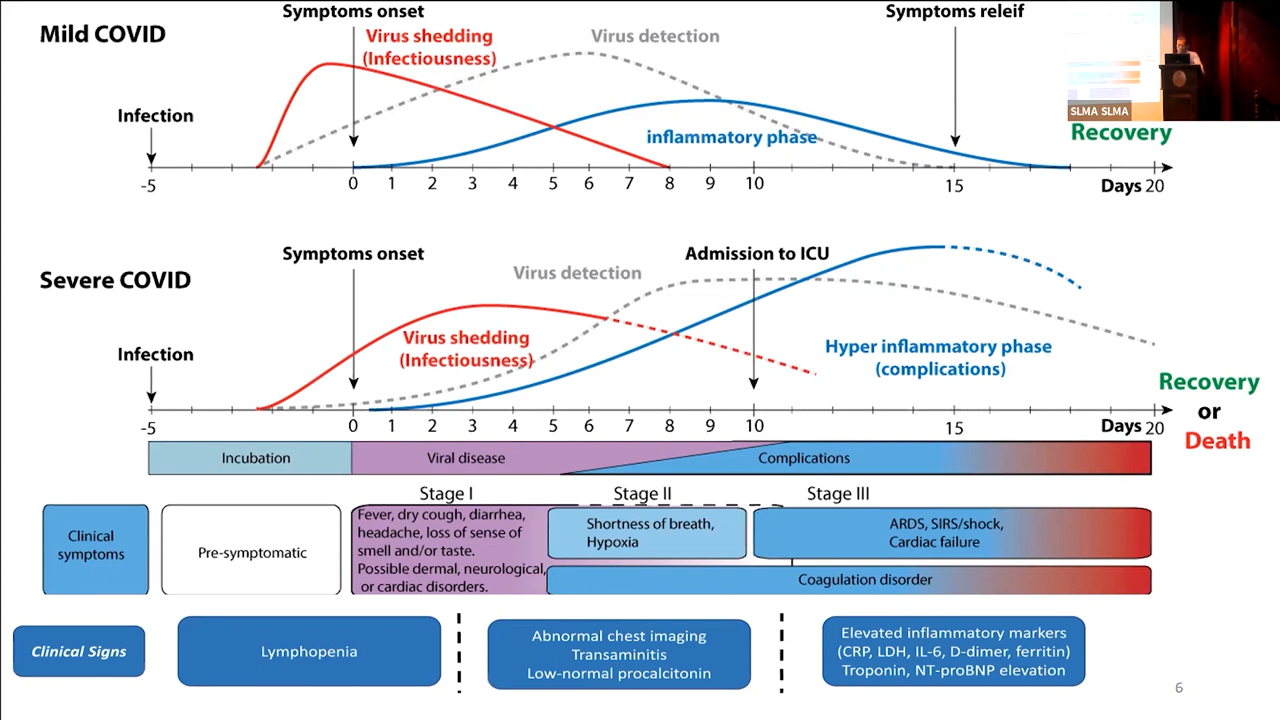 Mild COVID
Symptoms onset
Symptoms releif
Virus shedding
(Infectiousness)
Virus detection
Infection
inflammatory phase
SLMA SLMA
Recovery
-5 0 1 2 3 4 5 6 7 8 9 10 15 Days 20
Severe COVID
Symptoms onset
Admission to ICU
Virus detection
Infection
Virus shedding
(Infectiousness)
Hyper inflammatory phase
(complications)
Recovery
or
Death
-5 0 1 2 3 4 5 6 7 8 9 10 15 Days 20
Incubation
Viral disease
Complications
Stage I
Stage II
Stage III
Clinical
symptoms
Pre-symptomatic
Fever, dry cough, diarrhea,
headache, loss of sense of
smell and/or taste.
Possible dermal, neurological,
or cardiac disorders.
Shortness of breath,
Hypoxia
ARDS, SIRS/shock,
Cardiac failure
Coagulation disorder
Clinical Signs
Lymphopenia
Abnormal chest imaging
Transaminitis
Low-normal procalcitonin
Elevated inflammatory markers
(CRP, LDH, IL-6, D-dimer, ferritin)
Troponin, NT-proBNP elevation
6